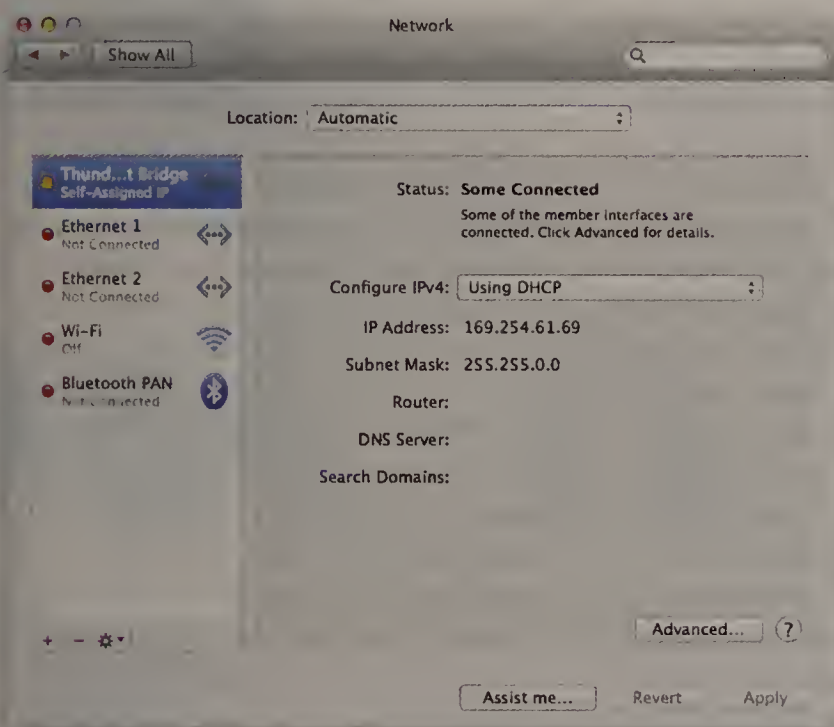 Network
Show All
Location: Automatic
Thund...t Bridge
Self-Assigned IP
Ethernet 1
Not Connected
Ethernet 2
Not Connected
Wi-Fi
Off
Bluetooth PAN
Not Connected
Status: Some Connected
Some of the member interfaces are
connected. Click Advanced for details.
Configure IPv4: Using DHCP
IP Address: 169.254.61.69
Subnet Mask: 255.255.0.0
Router:
DNS Server:
Search Domains:
Advanced... ?
Assist me... Revert Apply